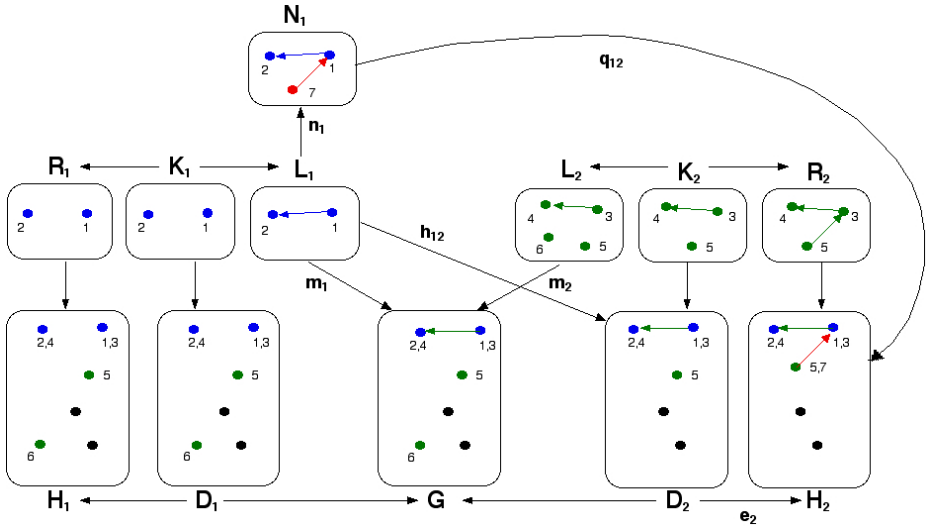 N₁
2 1
7
q₁₂
n₁
R₁ K₁ L₁ L₂ K₂ R₂
2 1 2 1 2 1 4 3 6 5 4 3 5 4 3 5
h₁₂
m₁ m₂
2,4 1,3 2,4 1,3 2,4 1,3 2,4 1,3 2,4 1,3
5 5 5 5 5,7
6 6 6
H₁ D₁ G D₂ H₂
e₂